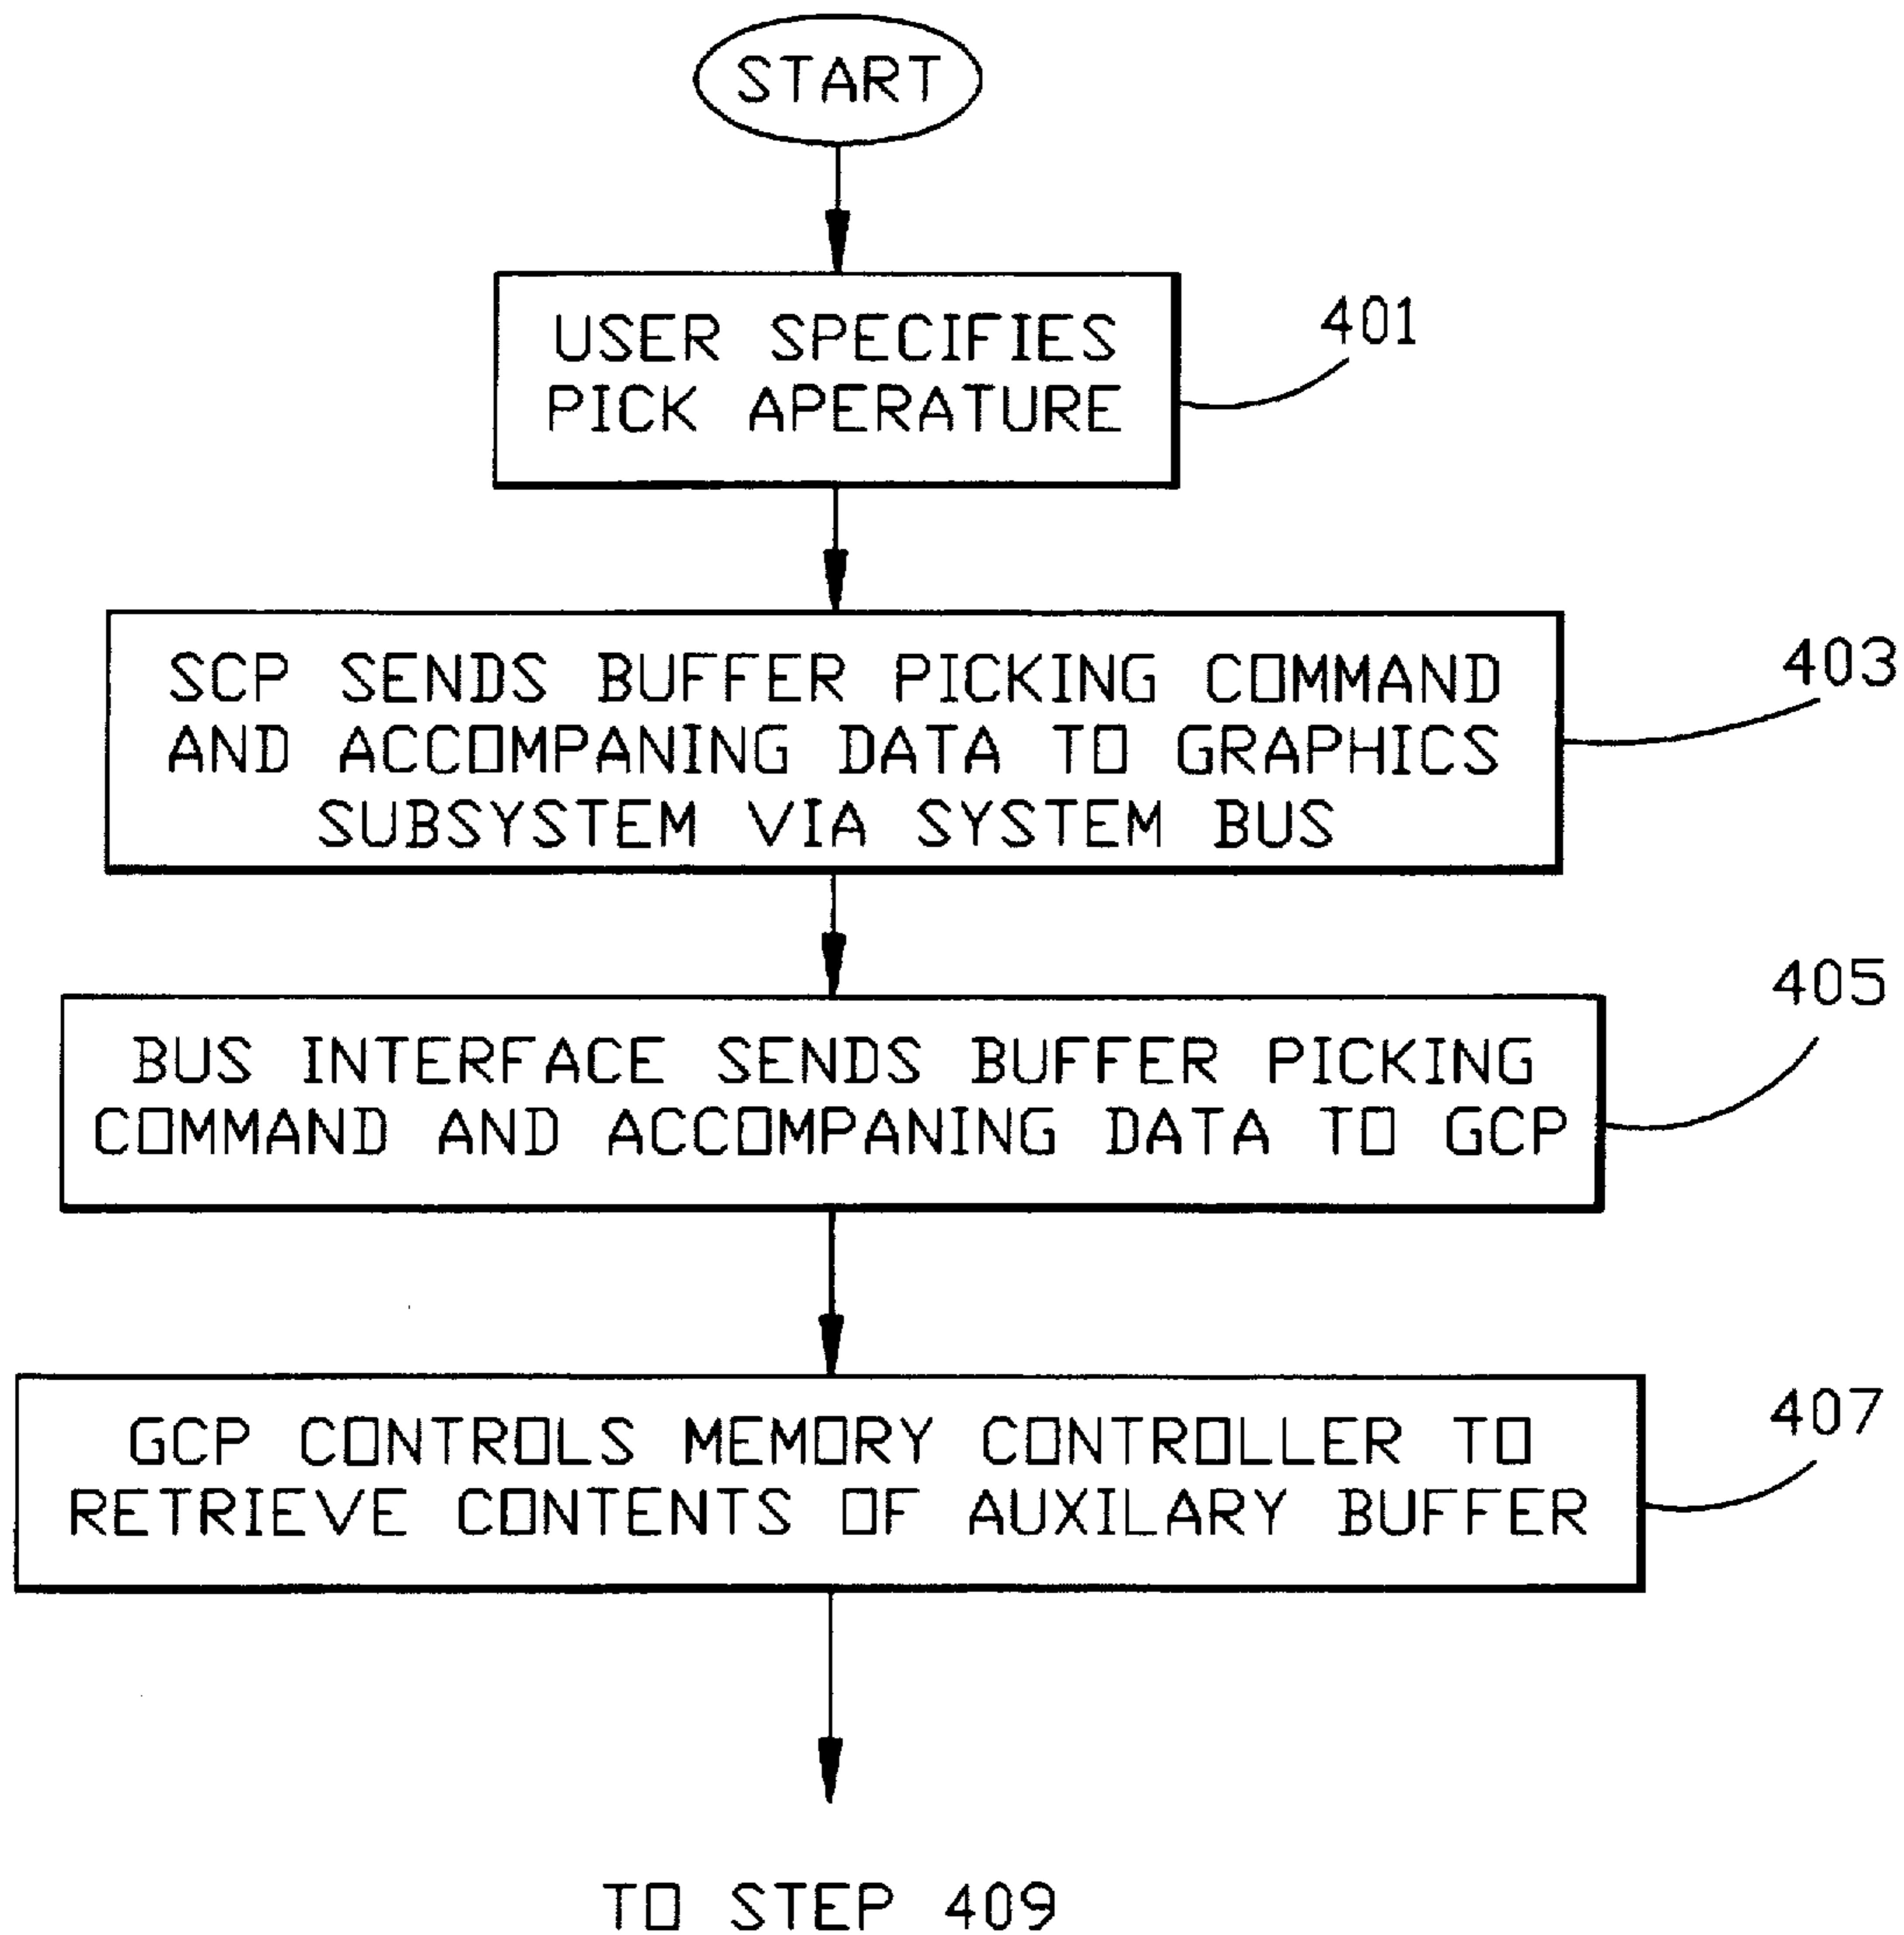 START
USER SPECIFIES
PICK APERATURE
401
SCP SENDS BUFFER PICKING COMMAND
AND ACCOMPANING DATA TO GRAPHICS
SUBSYSTEM VIA SYSTEM BUS
403
BUS INTERFACE SENDS BUFFER PICKING
COMMAND AND ACCOMPANING DATA TO GCP
405
GCP CONTROLS MEMORY CONTROLLER TO
RETRIEVE CONTENTS OF AUXILARY BUFFER
407
TO STEP 409